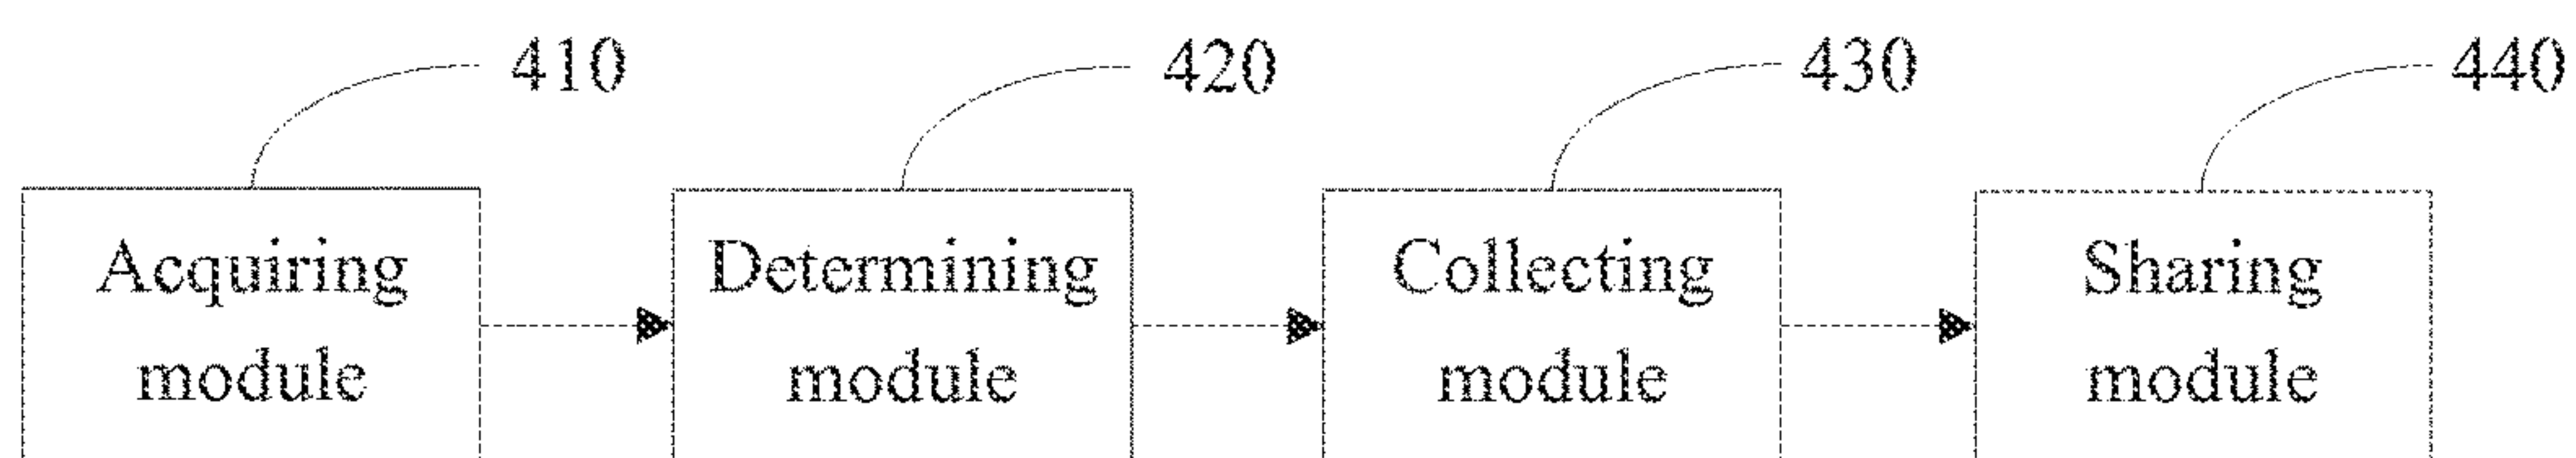 410
420
430
440
Acquiring
module
Determining
module
Collecting
module
Sharing
module